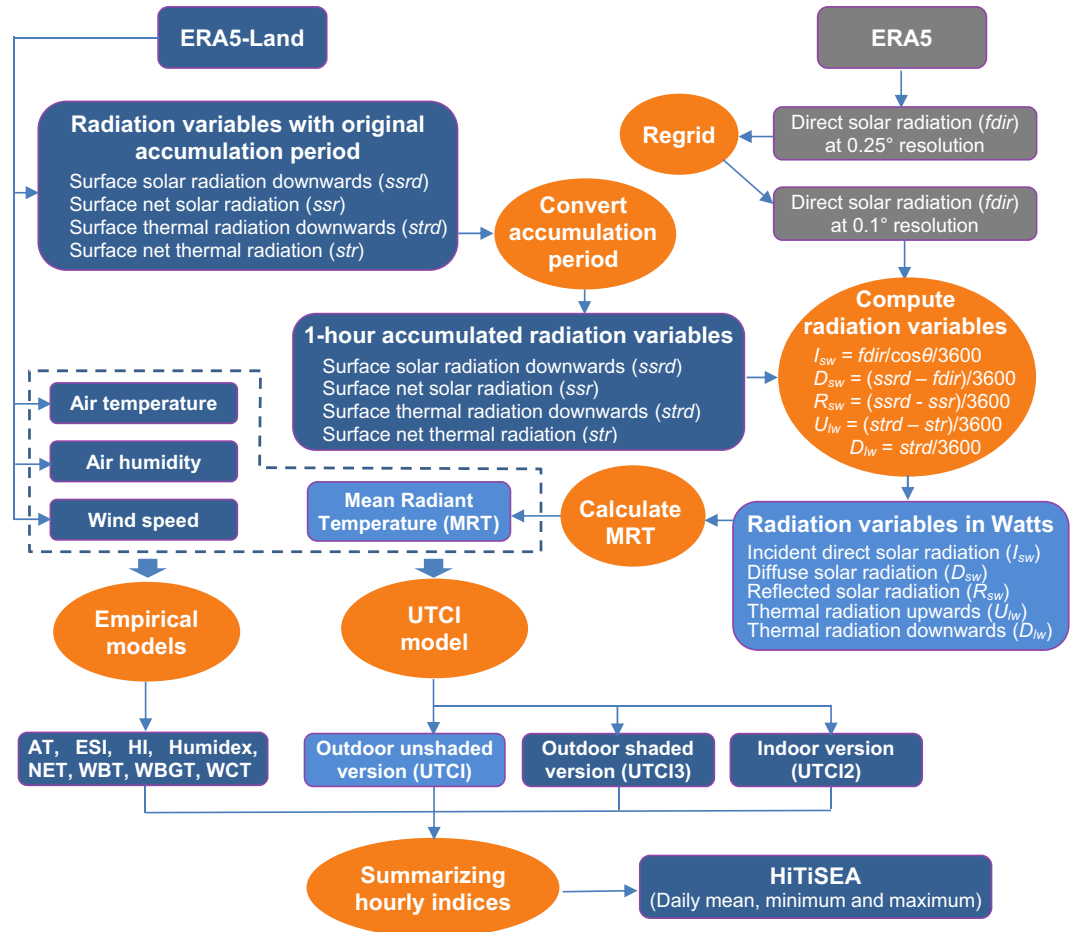 ERA5-Land
ERA5
Radiation variables with original
accumulation period
Surface solar radiation downwards (ssrd)
Surface net solar radiation (ssr)
Surface thermal radiation downwards (strd)
Surface net thermal radiation (str)
Regrid
Direct solar radiation (fdir)
at 0.25° resolution
Direct solar radiation (fdir)
at 0.1° resolution
Convert
accumulation
period
1-hour accumulated radiation variables
Surface solar radiation downwards (ssrd)
Surface net solar radiation (ssr)
Surface thermal radiation downwards (strd)
Surface net thermal radiation (str)
Compute
radiation variables
Isw = fdir/cosθ/3600
Dsw = (ssrd – fdir)/3600
Rsw = (ssrd - ssr)/3600
Ulw = (strd – str)/3600
Dlw = strd/3600
Air temperature
Air humidity
Wind speed
Mean Radiant
Temperature (MRT)
Calculate
MRT
Radiation variables in Watts
Incident direct solar radiation (Isw)
Diffuse solar radiation (Dsw)
Reflected solar radiation (Rsw)
Thermal radiation upwards (Ulw)
Thermal radiation downwards (Dlw)
Empirical
models
UTCI
model
AT, ESI, HI, Humidex,
NET, WBT, WBGT, WCT
Outdoor unshaded
version (UTCI)
Outdoor shaded
version (UTCI3)
Indoor version
(UTCI2)
Summarizing
hourly indices
HiTiSEA
(Daily mean, minimum and maximum)